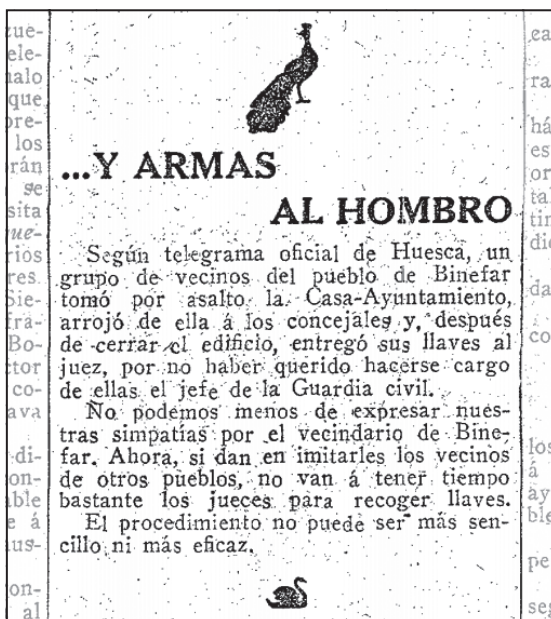 ...Y ARMAS
AL HOMBRO
Según telegrama oficial de Huesca, un
grupo de vecinos del pueblo de Binefar
tomó por asalto la Casa-Ayuntamiento,
arrojó de ella á los concejales y, después
de cerrar el edificio, entregó sus llaves al
juez, por no haber querido hacerse cargo
de ellas el jefe de la Guardia civil.
No podemos menos de expresar nues-
tras simpatías por el vecindario de Bine-
far. Ahora, si dan en imitarles los vecinos
de otros pueblos, no van á tener tiempo
bastante los jueces para recoger llaves.
El procedimiento no puede ser más sen-
cillo ni más eficaz.